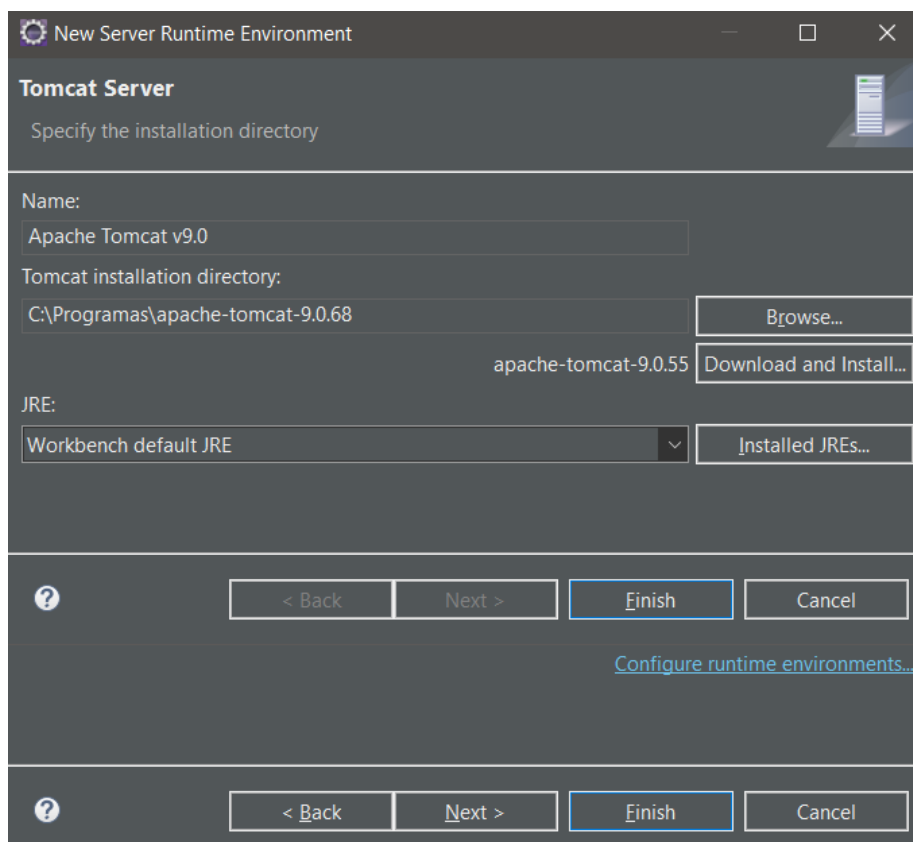 New Server Runtime Environment
Tomcat Server
Specify the installation directory
Name:
Apache Tomcat v9.0
Tomcat installation directory:
C:\Programas\apache-tomcat-9.0.68
Browse...
apache-tomcat-9.0.55 Download and Install...
JRE:
Workbench default JRE
Installed JREs...
< Back Next > Finish Cancel
Configure runtime environments...
< Back Next > Finish Cancel